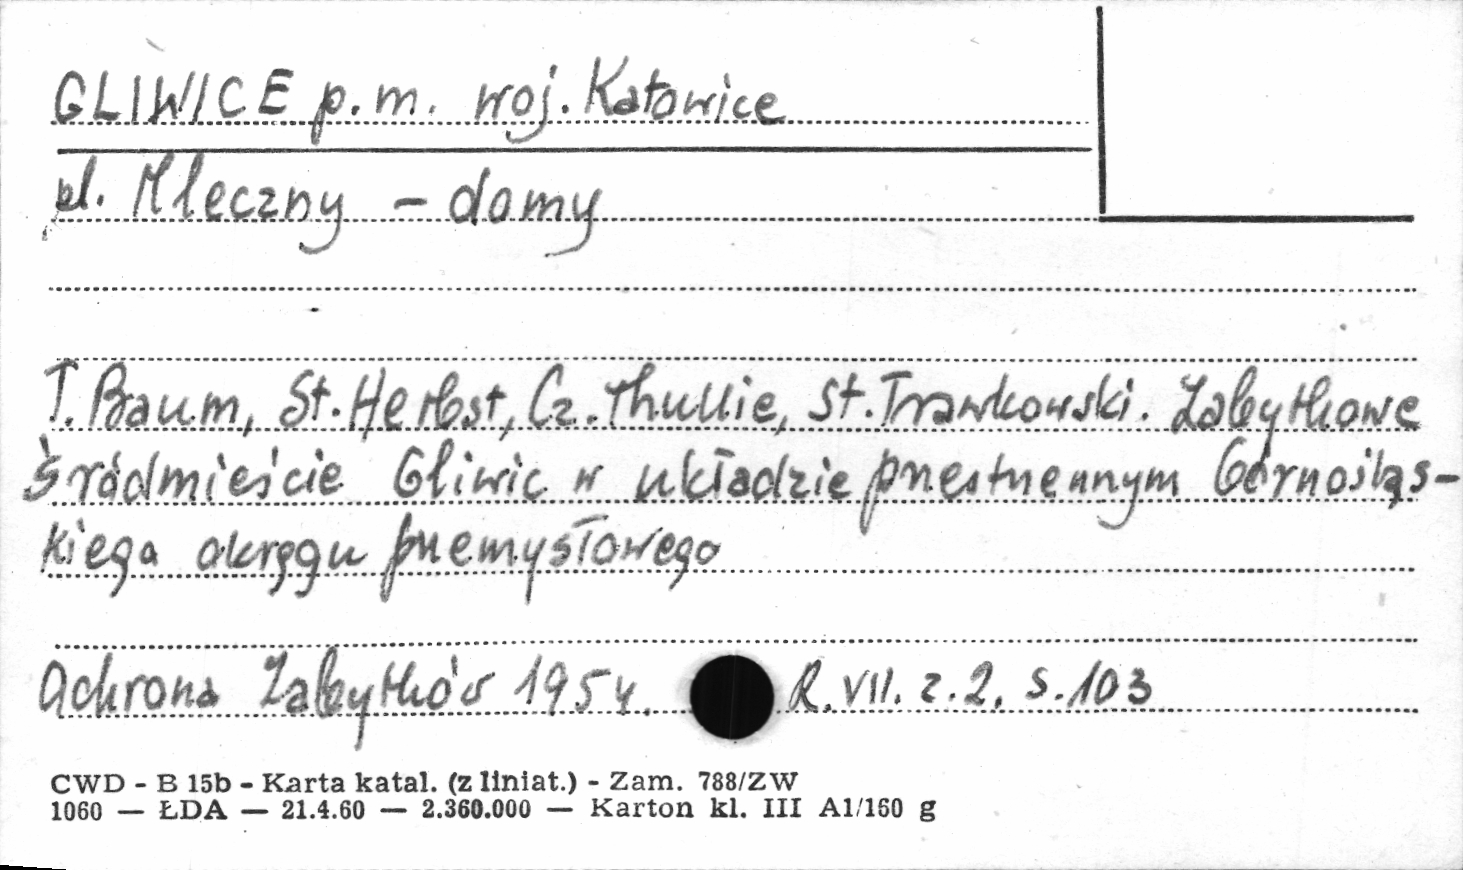 GLIWICE p.m. woj. Katowice
pl. Mleczny - domy
T. Baum, St. Herbst, Cz. Thullie, St. Trawkowski. Zabytkowe
Śródmieście Gliwic w układzie przestrzennym Górnoślą̨s-
kiego okręgu przemysłowego
Ochrona Zabytków 1954. R. VII. z. 2. s. 103
CWD - B 15b - Karta katal. (z liniat.) - Zam. 788/ZW
1060 — ŁDA — 21.4.60 — 2.360.000 — Karton kl. III A1/160 g